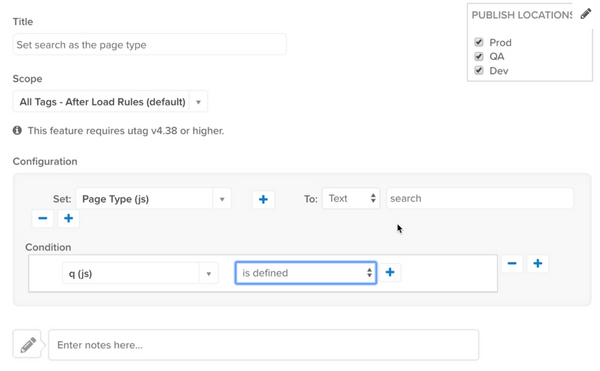 PUBLISH LOCATIONS
Title
Prod
Set search as the page type
QA
Dev
Scope
All Tags - After Load Rules (default)
This feature requires utag v4.38 or higher.
Configuration
Set: Page Type (js) To: Text search
Condition
q (js) is defined
Enter notes here...